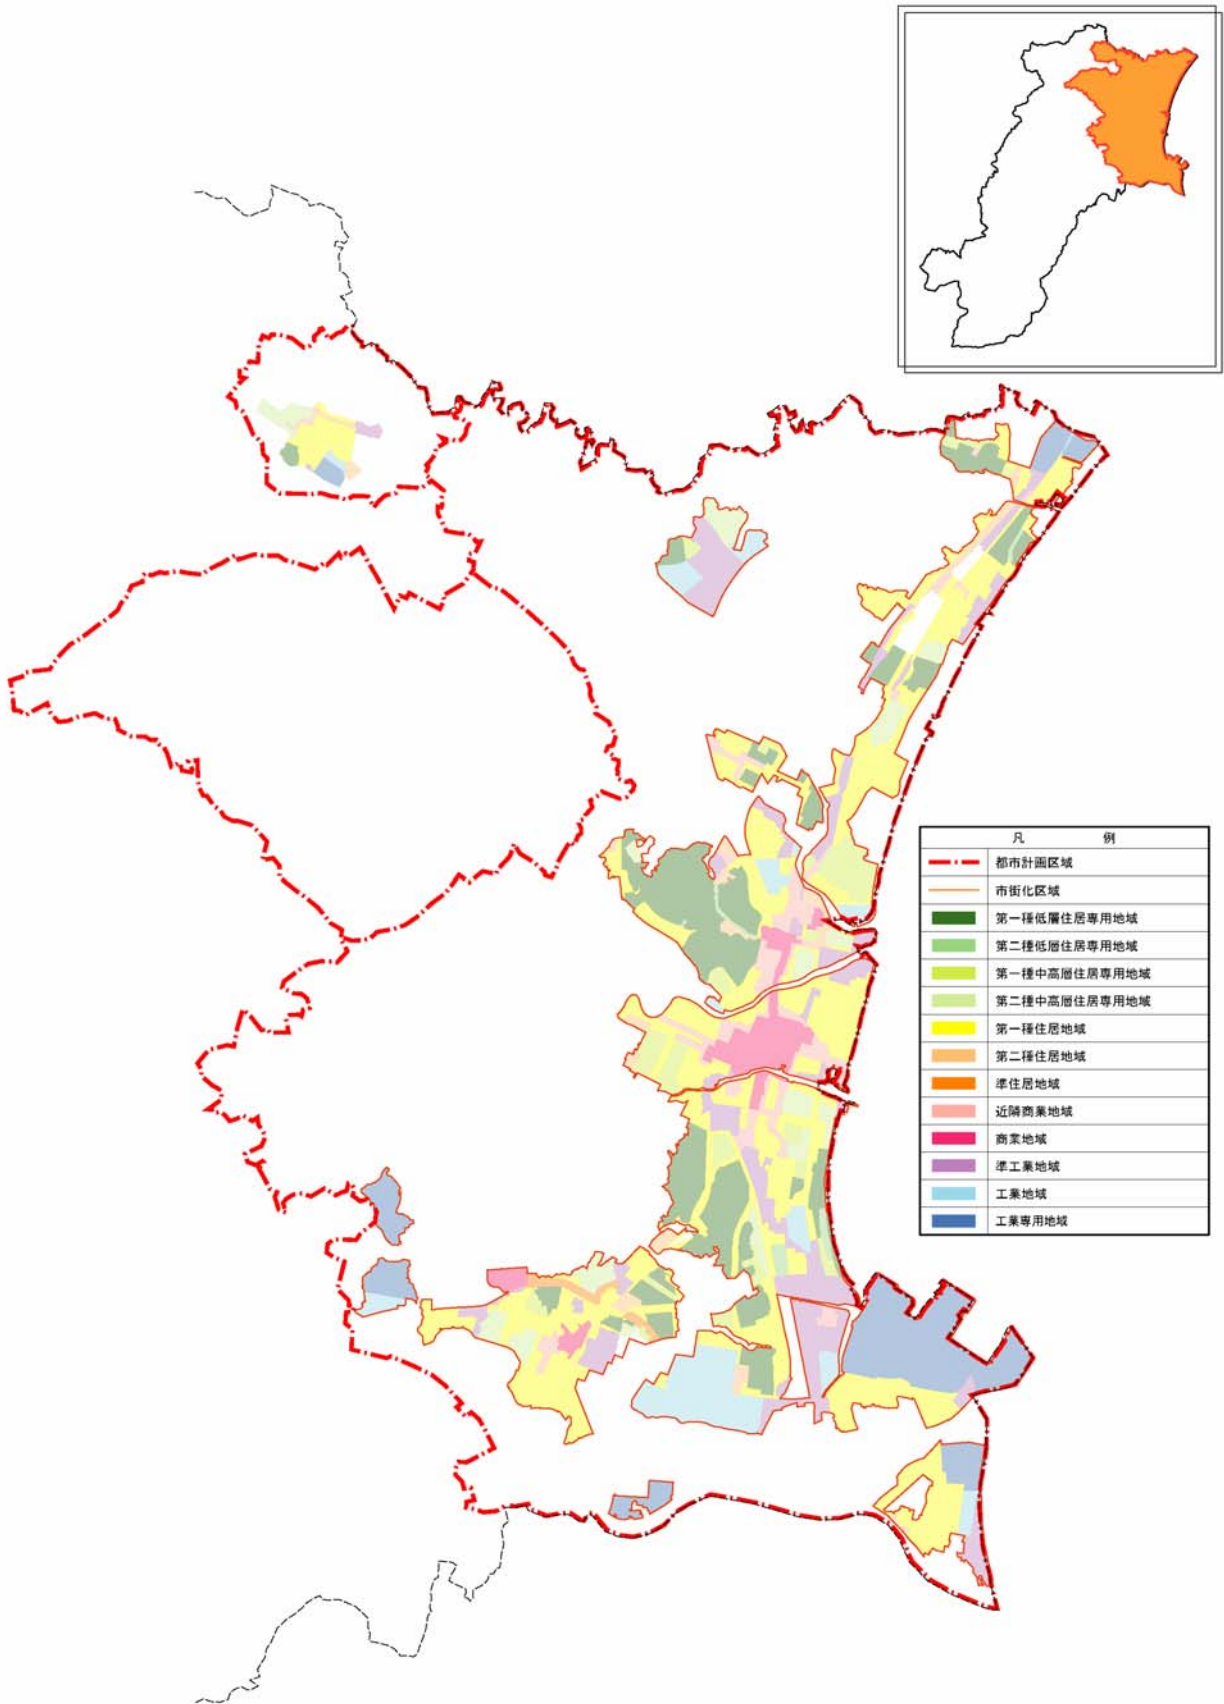 凡 例
都市計画区域
市街化区域
第一種低層住居専用地域
第二種低層住居専用地域
第一種中高層住居専用地域
第二種中高層住居専用地域
第一種住居地域
第二種住居地域
準住居地域
近隣商業地域
商業地域
準工業地域
工業地域
工業専用地域